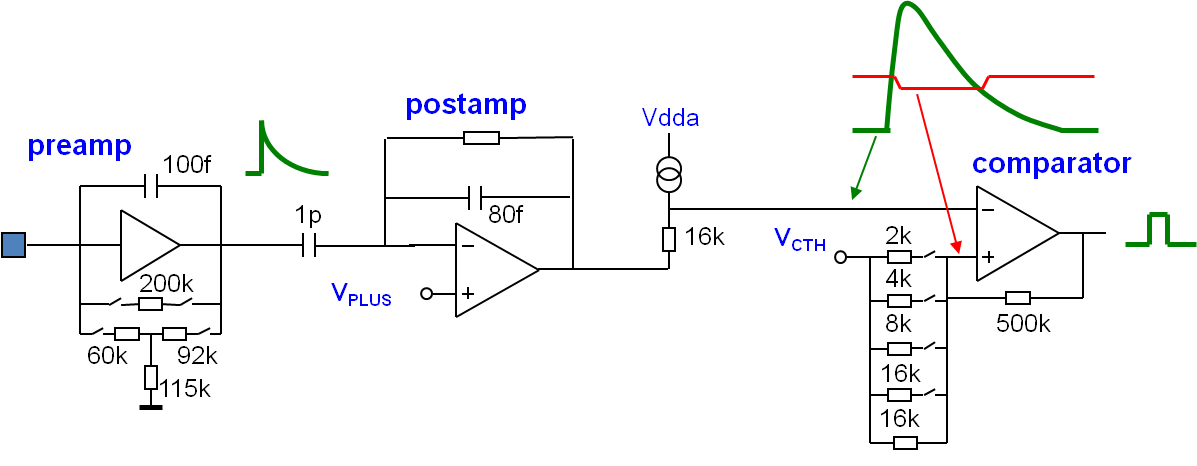 preamp
100f
200k
60k
92k
115k
1p
postamp
80f
−
+
VPLUS
Vdda
16k
VCTH
2k
4k
8k
16k
16k
comparator
−
+
500k